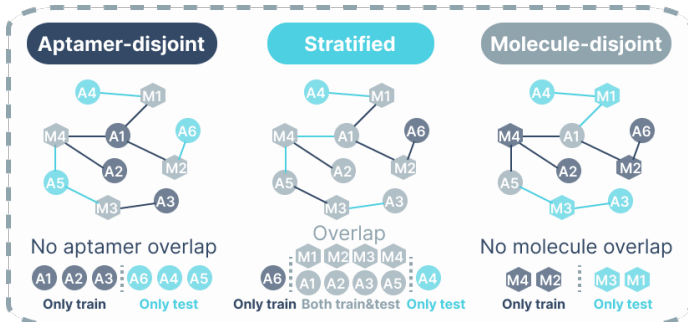 Aptamer-disjoint
Stratified
Molecule-disjoint
A4 M1
M4 A1 A6
A2 M2
A5
M3 A3
A4 M1
M4 A1 A6
A2 M2
A5
M3 A3
A4 M1
M4 A1 A6
A2 M2
A5
M3 A3
No aptamer overlap
A1 A2 A3 A6 A4 A5
Only train Only test
Overlap
M1 M2 M3 M4
A6 A1 A2 A3 A5 A4
Only train Both train&test Only test
No molecule overlap
M4 M2 M3 M1
Only train Only test